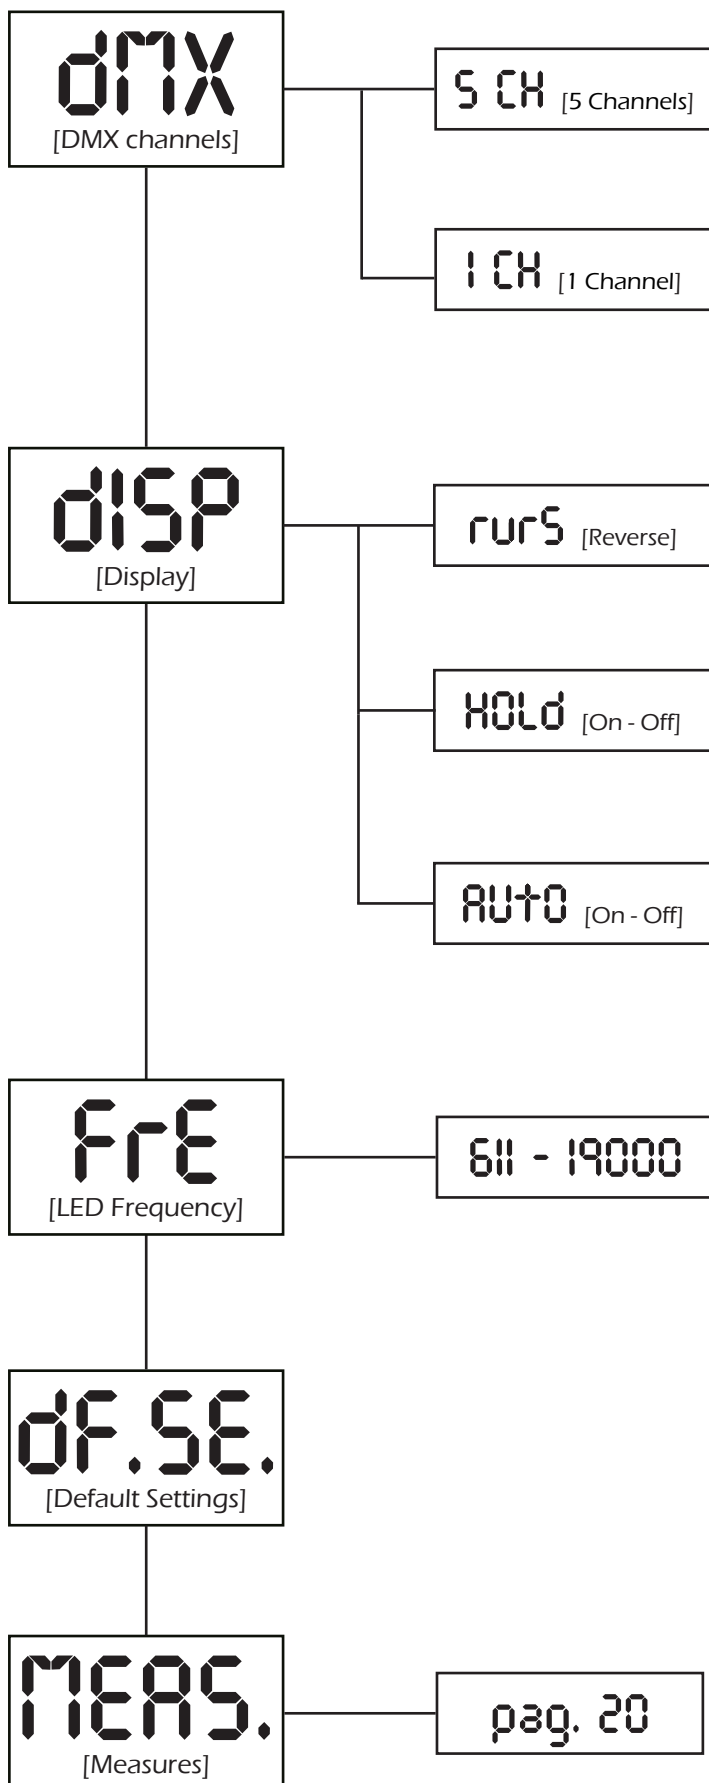 dMX
[DMX channels]
5 CH [5 Channels]
1 CH [1 Channel]
dISP
[Display]
rurS [Reverse]
HOLd [On - Off]
AUtO [On - Off]
FrE
[LED Frequency]
611 - 19000
dF.SE.
[Default Settings]
MEAS.
[Measures]
pag. 20